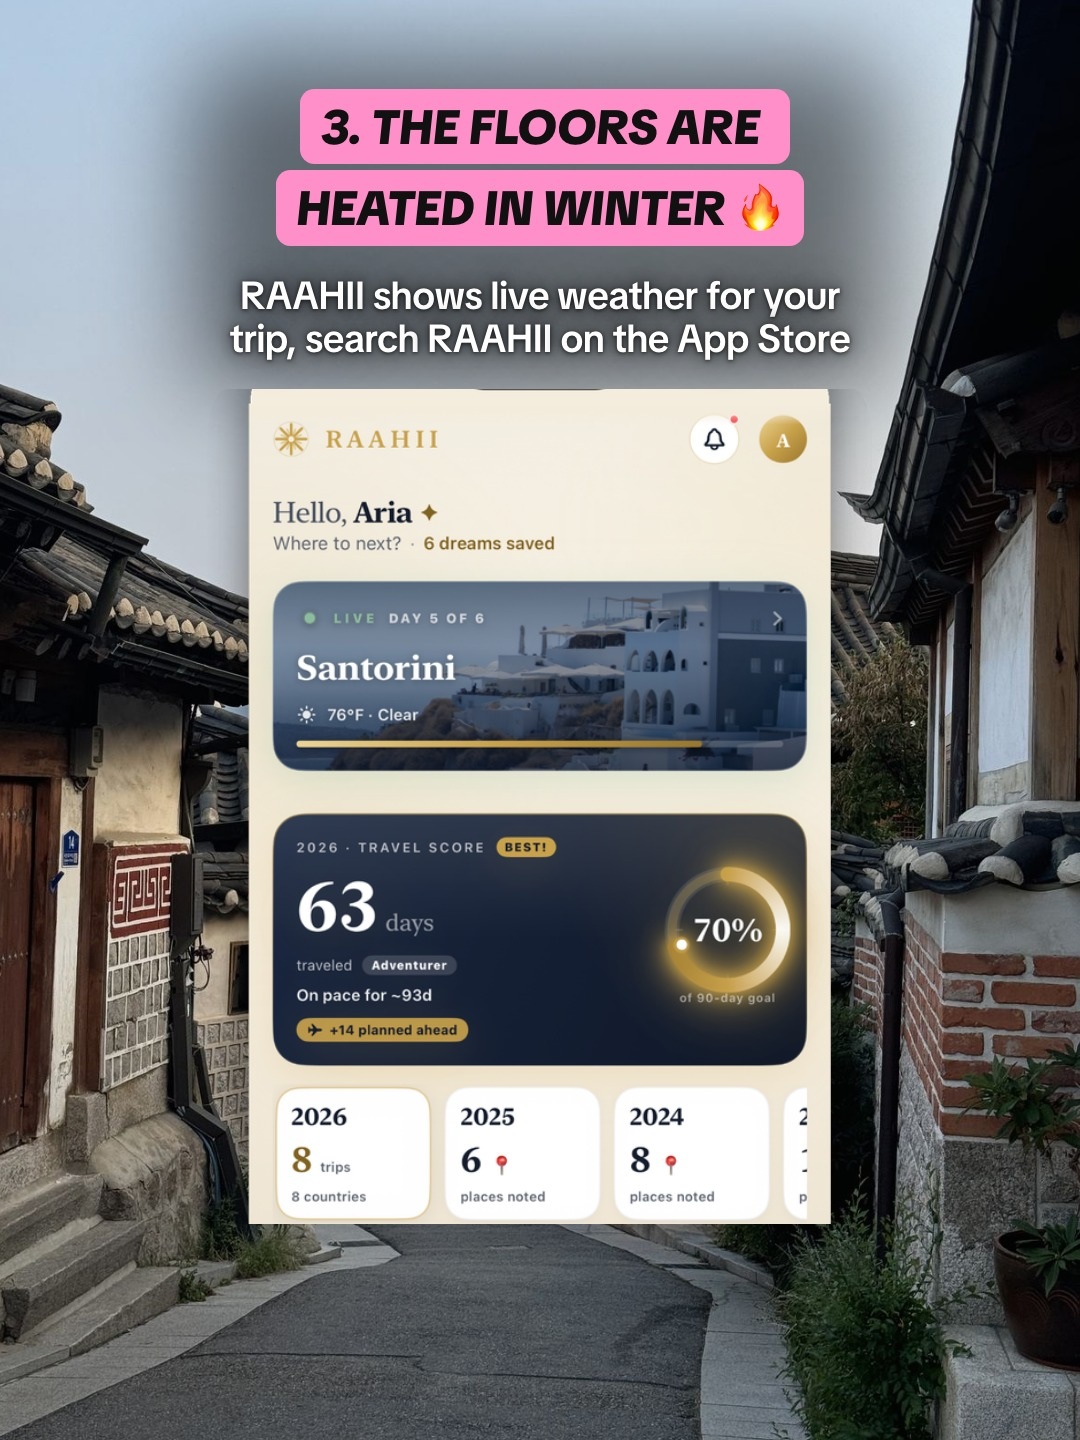 3. THE FLOORS ARE
HEATED IN WINTER 🔥
RAAHII shows live weather for your
trip, search RAAHII on the App Store
RAAHII
A
Hello, Aria ✦
Where to next? · 6 dreams saved
LIVE DAY 5 OF 6
Santorini
76°F · Clear
2026 · TRAVEL SCORE BEST!
63 days
70%
traveled Adventurer
of 90-day goal
On pace for ~93d
+14 planned ahead
2026 2025 2024
8 trips 6 📍 8 📍
8 countries places noted places noted
14